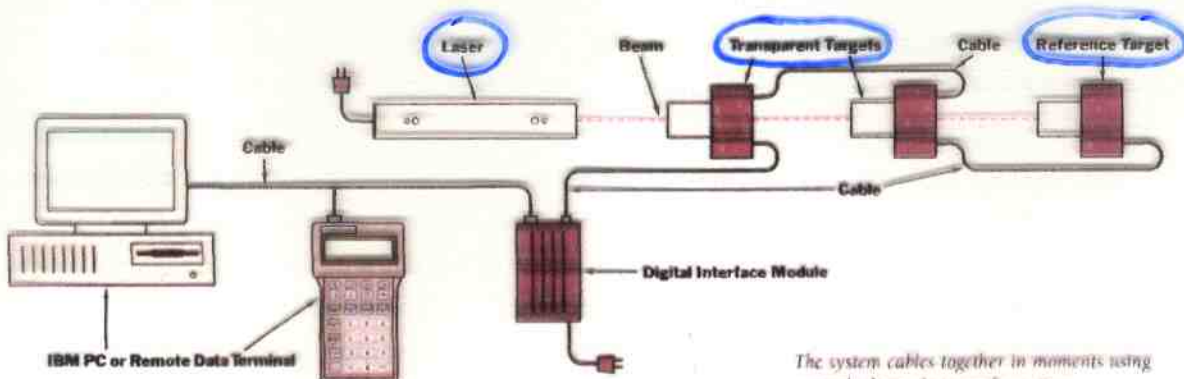 Laser
Beam
Transparent Targets
Cable
Reference Target
Cable
Cable
Digital Interface Module
IBM PC or Remote Data Terminal
The system cables together in moments using